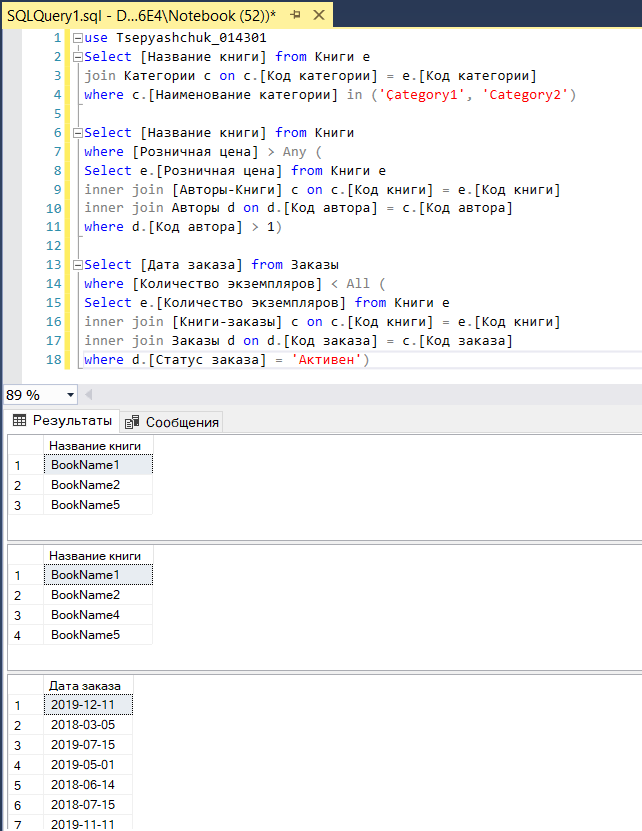 SQLQuery1.sql - D...6E4\Notebook (52))*
1 use Tsepyashchuk_014301
2 Select [Название книги] from Книги e
3 join Категории c on c.[Код категории] = e.[Код категории]
4 where c.[Наименование категории] in ('Category1', 'Category2')
5
6 Select [Название книги] from Книги
7 where [Розничная цена] > Any (
8 Select e.[Розничная цена] from Книги e
9 inner join [Авторы-Книги] c on c.[Код книги] = e.[Код книги]
10 inner join Авторы d on d.[Код автора] = c.[Код автора]
11 where d.[Код автора] > 1)
12
13 Select [Дата заказа] from Заказы
14 where [Количество экземпляров] < All (
15 Select e.[Количество экземпляров] from Книги e
16 inner join [Книги-заказы] c on c.[Код книги] = e.[Код книги]
17 inner join Заказы d on d.[Код заказа] = c.[Код заказа]
18 where d.[Статус заказа] = 'Активен')
89 %
Результаты Сообщения
Название книги
1 BookName1
2 BookName2
3 BookName5
Название книги
1 BookName1
2 BookName2
3 BookName4
4 BookName5
Дата заказа
1 2019-12-11
2 2018-03-05
3 2019-07-15
4 2019-05-01
5 2018-06-14
6 2018-07-15
7 2019-11-11